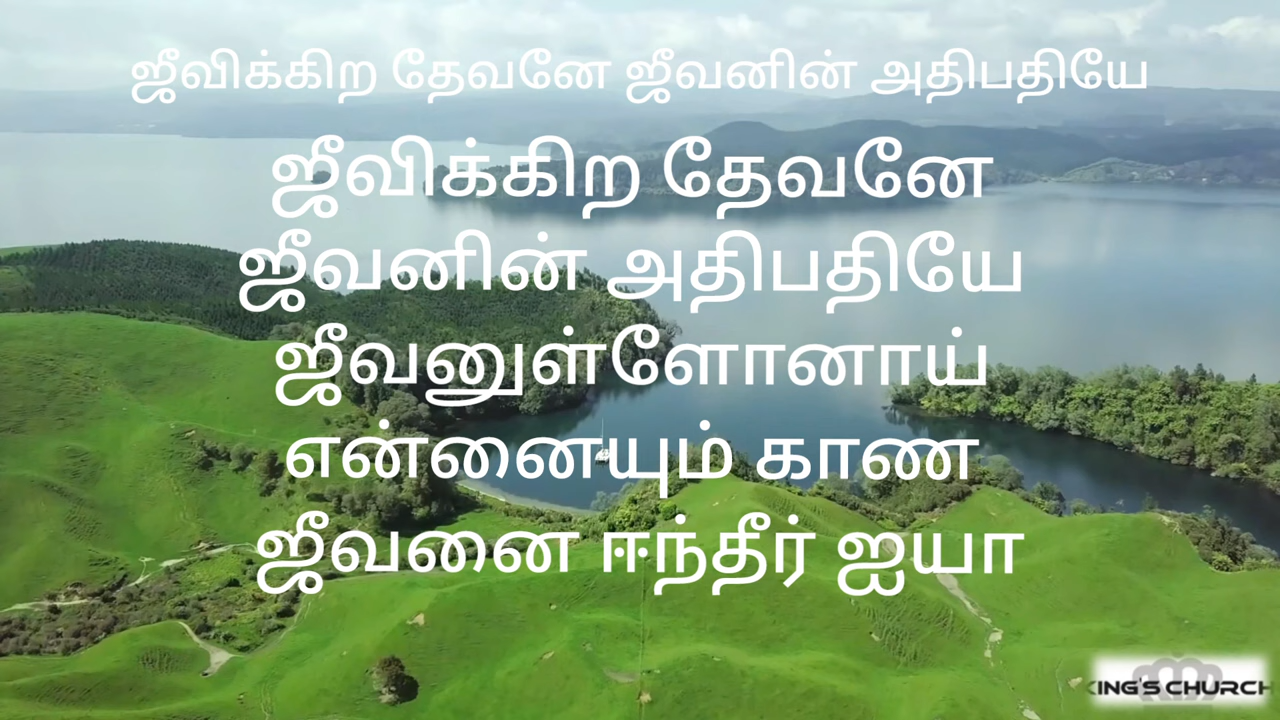 ஜீவிக்கிற தேவனே ஜீவனின் அதிபதியே
ஜீவிக்கிற தேவனே
ஜீவனின் அதிபதியே
ஜீவனுள்ளோனாய்
என்னையும் காண
ஜீவனை ஈந்தீர் ஐயா
KING'S CHURCH